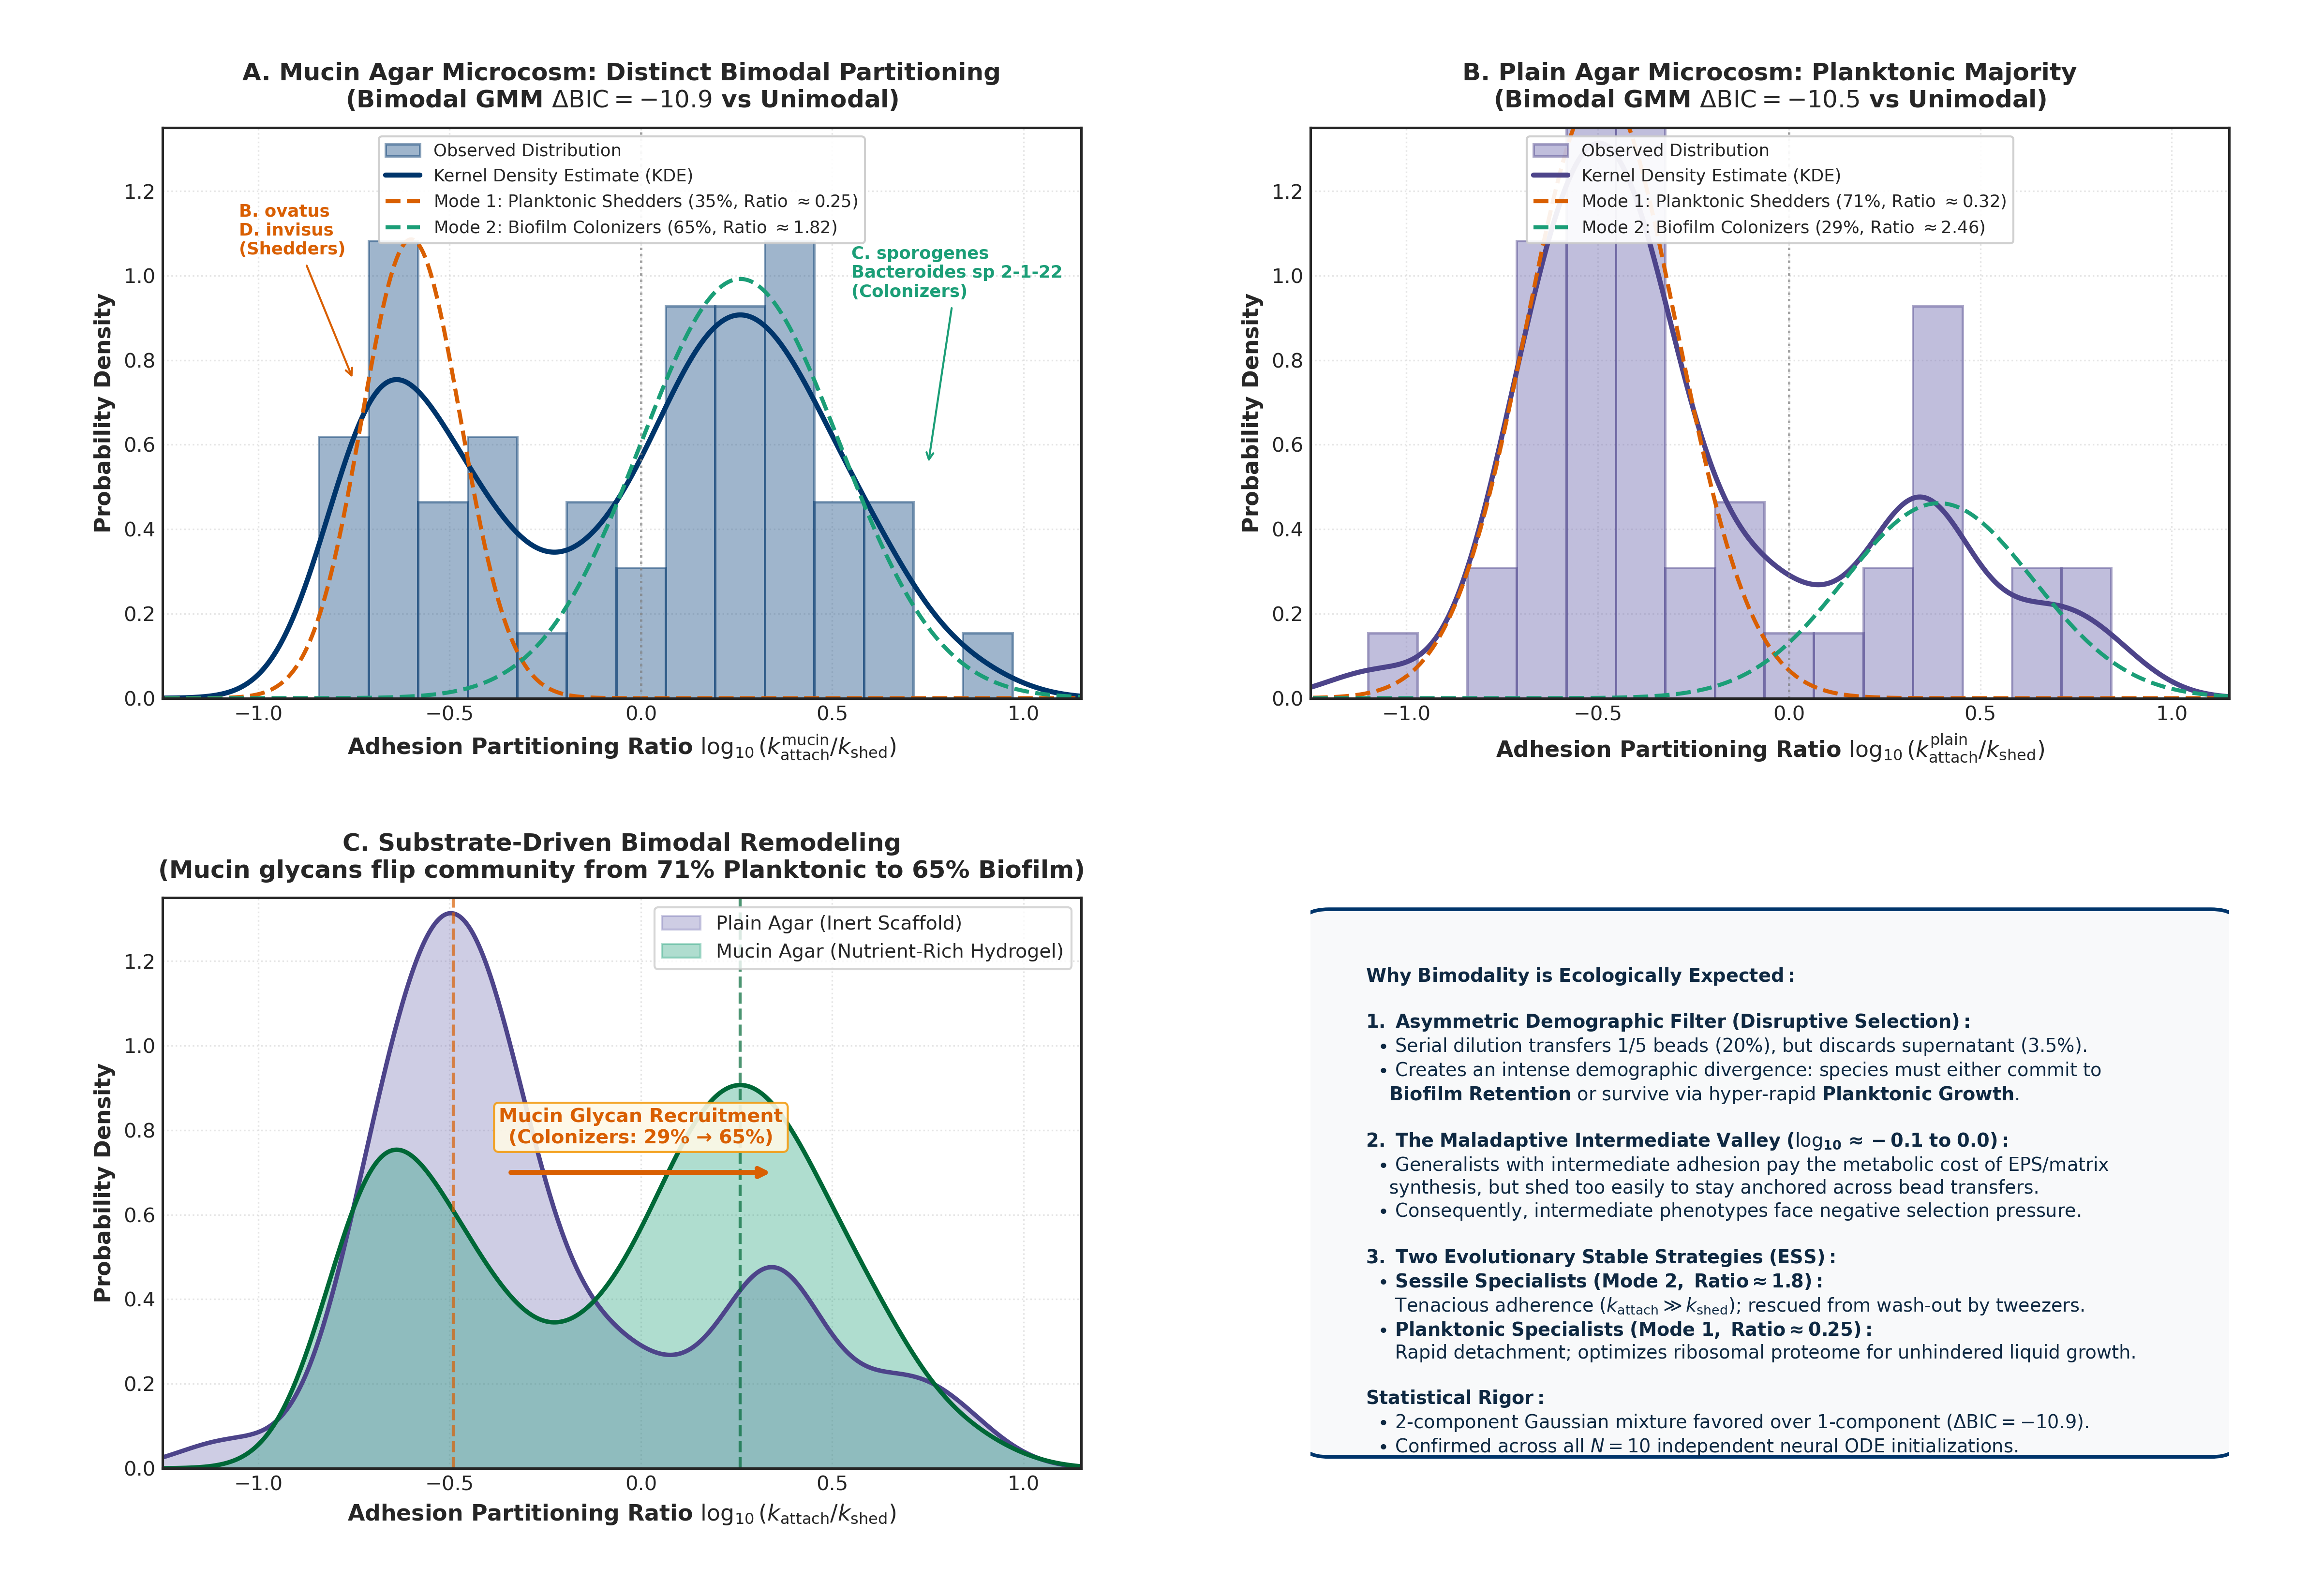 A. Mucin Agar Microcosm: Distinct Bimodal Partitioning
(Bimodal GMM ΔBIC = −10.9 vs Unimodal)
Observed Distribution
Kernel Density Estimate (KDE)
Mode 1: Planktonic Shedders (35%, Ratio ≈0.25)
Mode 2: Biofilm Colonizers (65%, Ratio ≈1.82)
B. ovatus
D. invisus
(Shedders)
C. sporogenes
Bacteroides sp 2-1-22
(Colonizers)
Probability Density
1.2
1.0
0.8
0.6
0.4
0.2
0.0
−1.0 −0.5 0.0 0.5 1.0
Adhesion Partitioning Ratio log₁₀ (k_attach^mucin/k_shed)
B. Plain Agar Microcosm: Planktonic Majority
(Bimodal GMM ΔBIC = −10.5 vs Unimodal)
Observed Distribution
Kernel Density Estimate (KDE)
Mode 1: Planktonic Shedders (71%, Ratio ≈0.32)
Mode 2: Biofilm Colonizers (29%, Ratio ≈2.46)
Probability Density
1.2
1.0
0.8
0.6
0.4
0.2
0.0
−1.0 −0.5 0.0 0.5 1.0
Adhesion Partitioning Ratio log₁₀ (k_attach^plain/k_shed)
C. Substrate-Driven Bimodal Remodeling
(Mucin glycans flip community from 71% Planktonic to 65% Biofilm)
Plain Agar (Inert Scaffold)
Mucin Agar (Nutrient-Rich Hydrogel)
Mucin Glycan Recruitment
(Colonizers: 29% → 65%)
Probability Density
1.2
1.0
0.8
0.6
0.4
0.2
0.0
−1.0 −0.5 0.0 0.5 1.0
Adhesion Partitioning Ratio log₁₀ (k_attach/k_shed)
Why Bimodality is Ecologically Expected:
1. Asymmetric Demographic Filter (Disruptive Selection):
• Serial dilution transfers 1/5 beads (20%), but discards supernatant (3.5%).
• Creates an intense demographic divergence: species must either commit to
Biofilm Retention or survive via hyper-rapid Planktonic Growth.
2. The Maladaptive Intermediate Valley (log₁₀ ≈ −0.1 to 0.0):
• Generalists with intermediate adhesion pay the metabolic cost of EPS/matrix
synthesis, but shed too easily to stay anchored across bead transfers.
• Consequently, intermediate phenotypes face negative selection pressure.
3. Two Evolutionary Stable Strategies (ESS):
• Sessile Specialists (Mode 2, Ratio ≈ 1.8):
Tenacious adherence (k_attach ≫ k_shed); rescued from wash-out by tweezers.
• Planktonic Specialists (Mode 1, Ratio ≈ 0.25):
Rapid detachment; optimizes ribosomal proteome for unhindered liquid growth.
Statistical Rigor:
• 2-component Gaussian mixture favored over 1-component (ΔBIC = −10.9).
• Confirmed across all N = 10 independent neural ODE initializations.